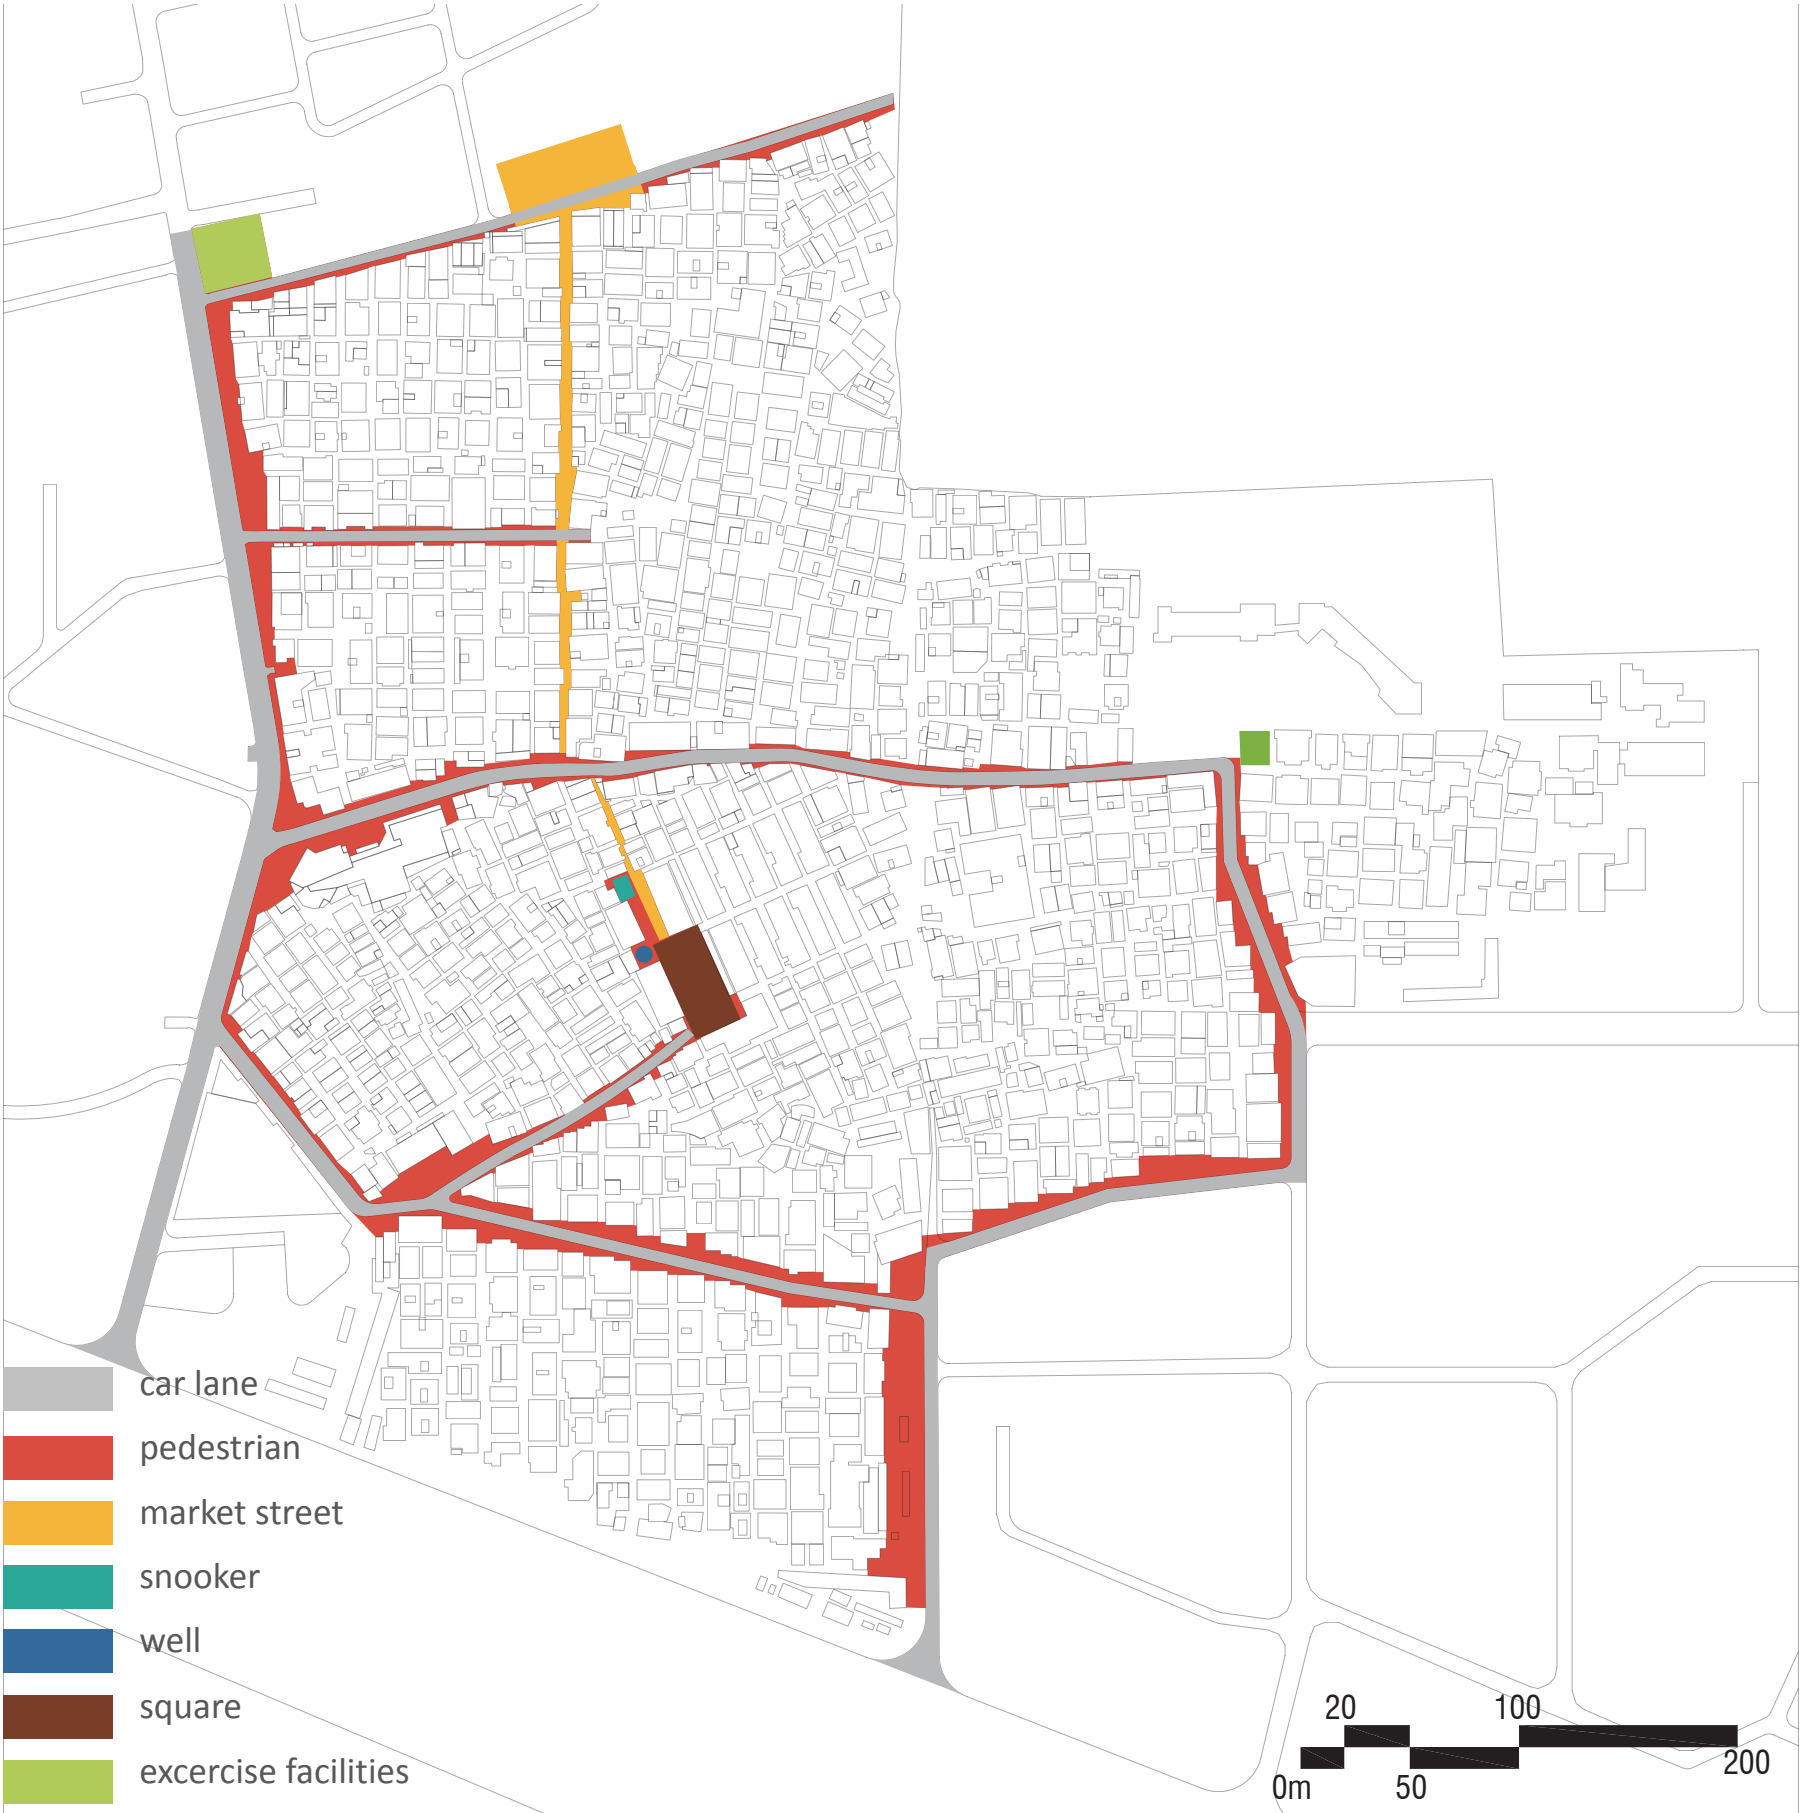 car lane
pedestrian
market street
snooker
well
square
excercise facilities
20 100
0m 50 200